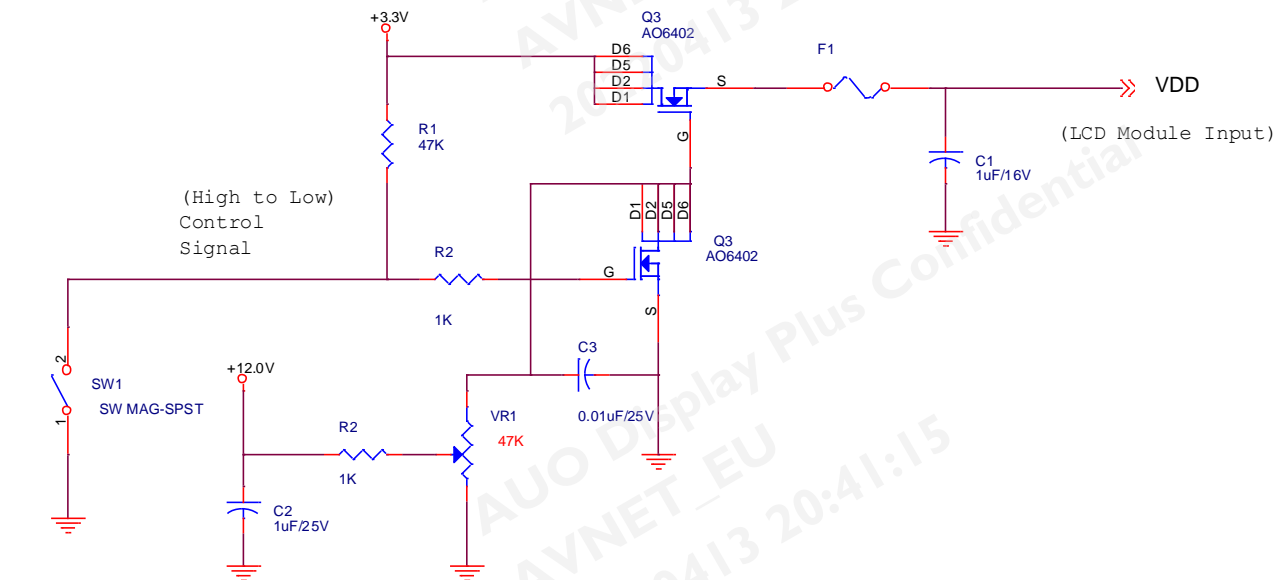 +3.3V
Q3
AO6402
D6
D5
D2
D1
S
G
F1
VDD
(LCD Module Input)
R1
47K
C1
1uF/16V
(High to Low)
Control
Signal
D1
D2
D5
D6
Q3
AO6402
R2
1K
G
S
2
1
SW1
SW MAG-SPST
+12.0V
C3
0.01uF/25V
VR1
47K
R2
1K
C2
1uF/25V
AUO Display Plus Confidential
AVNET_EU
0413 20:41:15